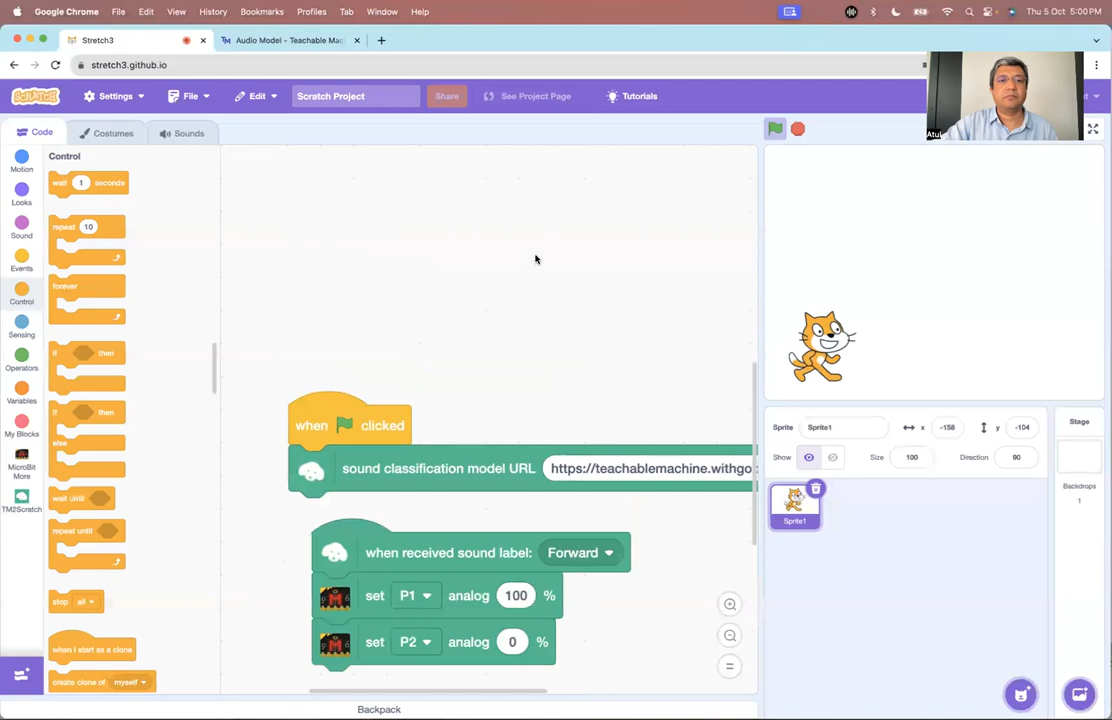 Google Chrome File Edit View History Bookmarks Profiles Tab Window Help Thu 5 Oct 5:00 PM
Stretch3 Audio Model - Teachable Mac
stretch3.github.io
SCRATCH Settings File Edit Scratch Project Share See Project Page Tutorials
Atul
Code Costumes Sounds
Motion
Looks
Sound
Events
Control
Sensing
Operators
Variables
My Blocks
MicroBit
More
TM2Scratch
Control
wait 1 seconds
repeat 10
forever
if then
if then
else
wait until
repeat until
stop all
when I start as a clone
create clone of myself
when clicked
sound classification model URL https://teachablemachine.withgo
when received sound label: Forward
set P1 analog 100 %
set P2 analog 0 %
Backpack
Sprite Sprite1 x -158 y -104
Show Size 100 Direction 90
Sprite1
Stage
Backdrops
1